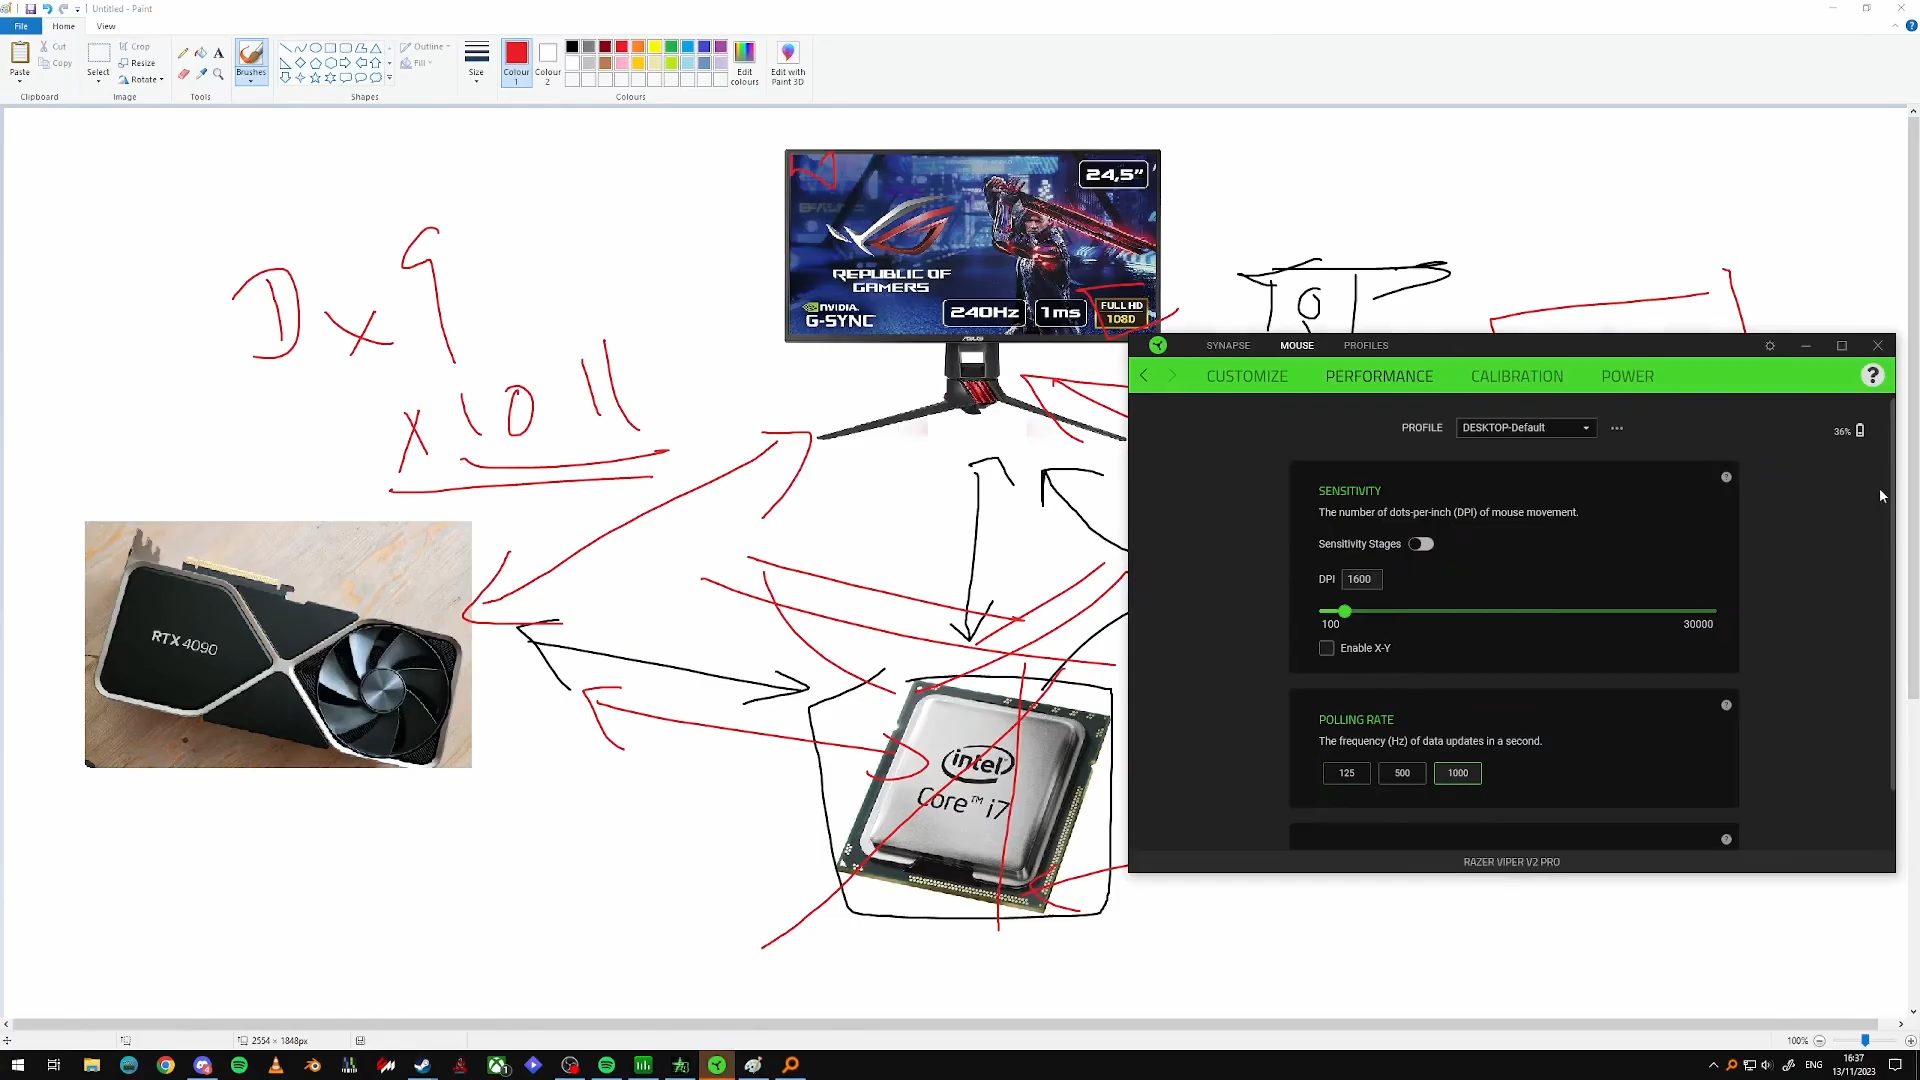 Untitled - Paint
File
Home
View
Paste
Cut
Copy
Clipboard
Select
Crop
Resize
Rotate
Image
Tools
Brushes
Shapes
Outline
Fill
Size
Colour 1
Colour 2
Colours
Edit colours
Edit with Paint 3D
Dx9
x 10 11
24,5"
REPUBLIC OF
GAMERS
NVIDIA.
G-SYNC
240Hz
1ms
FULL HD
1080
ASUS
RTX 4090
intel
Core™ i7
SYNAPSE
MOUSE
PROFILES
CUSTOMIZE
PERFORMANCE
CALIBRATION
POWER
?
PROFILE
DESKTOP-Default
36%
SENSITIVITY
The number of dots-per-inch (DPI) of mouse movement.
Sensitivity Stages
DPI
1600
100
30000
Enable X-Y
POLLING RATE
The frequency (Hz) of data updates in a second.
125
500
1000
RAZER VIPER V2 PRO
2554 × 1848px
100%
ENG
16:37
13/11/2023